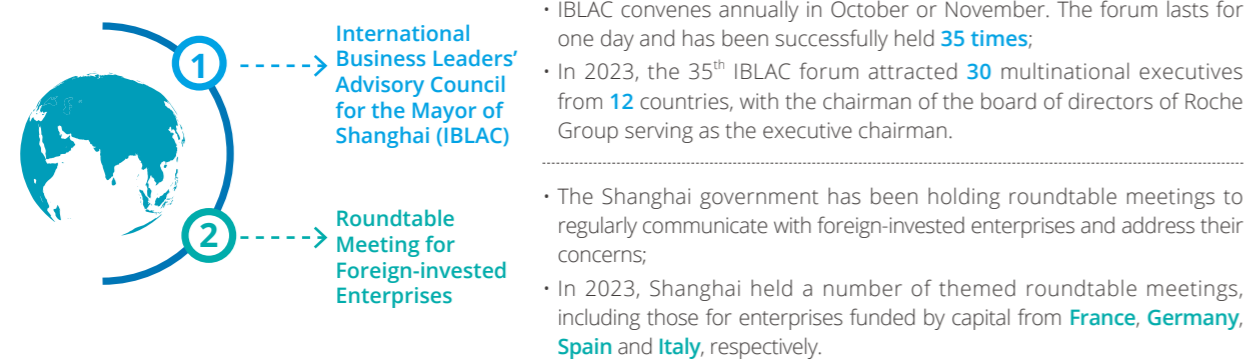 1
International
Business Leaders’
Advisory Council
for the Mayor of
Shanghai (IBLAC)
• IBLAC convenes annually in October or November. The forum lasts for
one day and has been successfully held 35 times;
• In 2023, the 35th IBLAC forum attracted 30 multinational executives
from 12 countries, with the chairman of the board of directors of Roche
Group serving as the executive chairman.
2
Roundtable
Meeting for
Foreign-invested
Enterprises
• The Shanghai government has been holding roundtable meetings to
regularly communicate with foreign-invested enterprises and address their
concerns;
• In 2023, Shanghai held a number of themed roundtable meetings,
including those for enterprises funded by capital from France, Germany,
Spain and Italy, respectively.